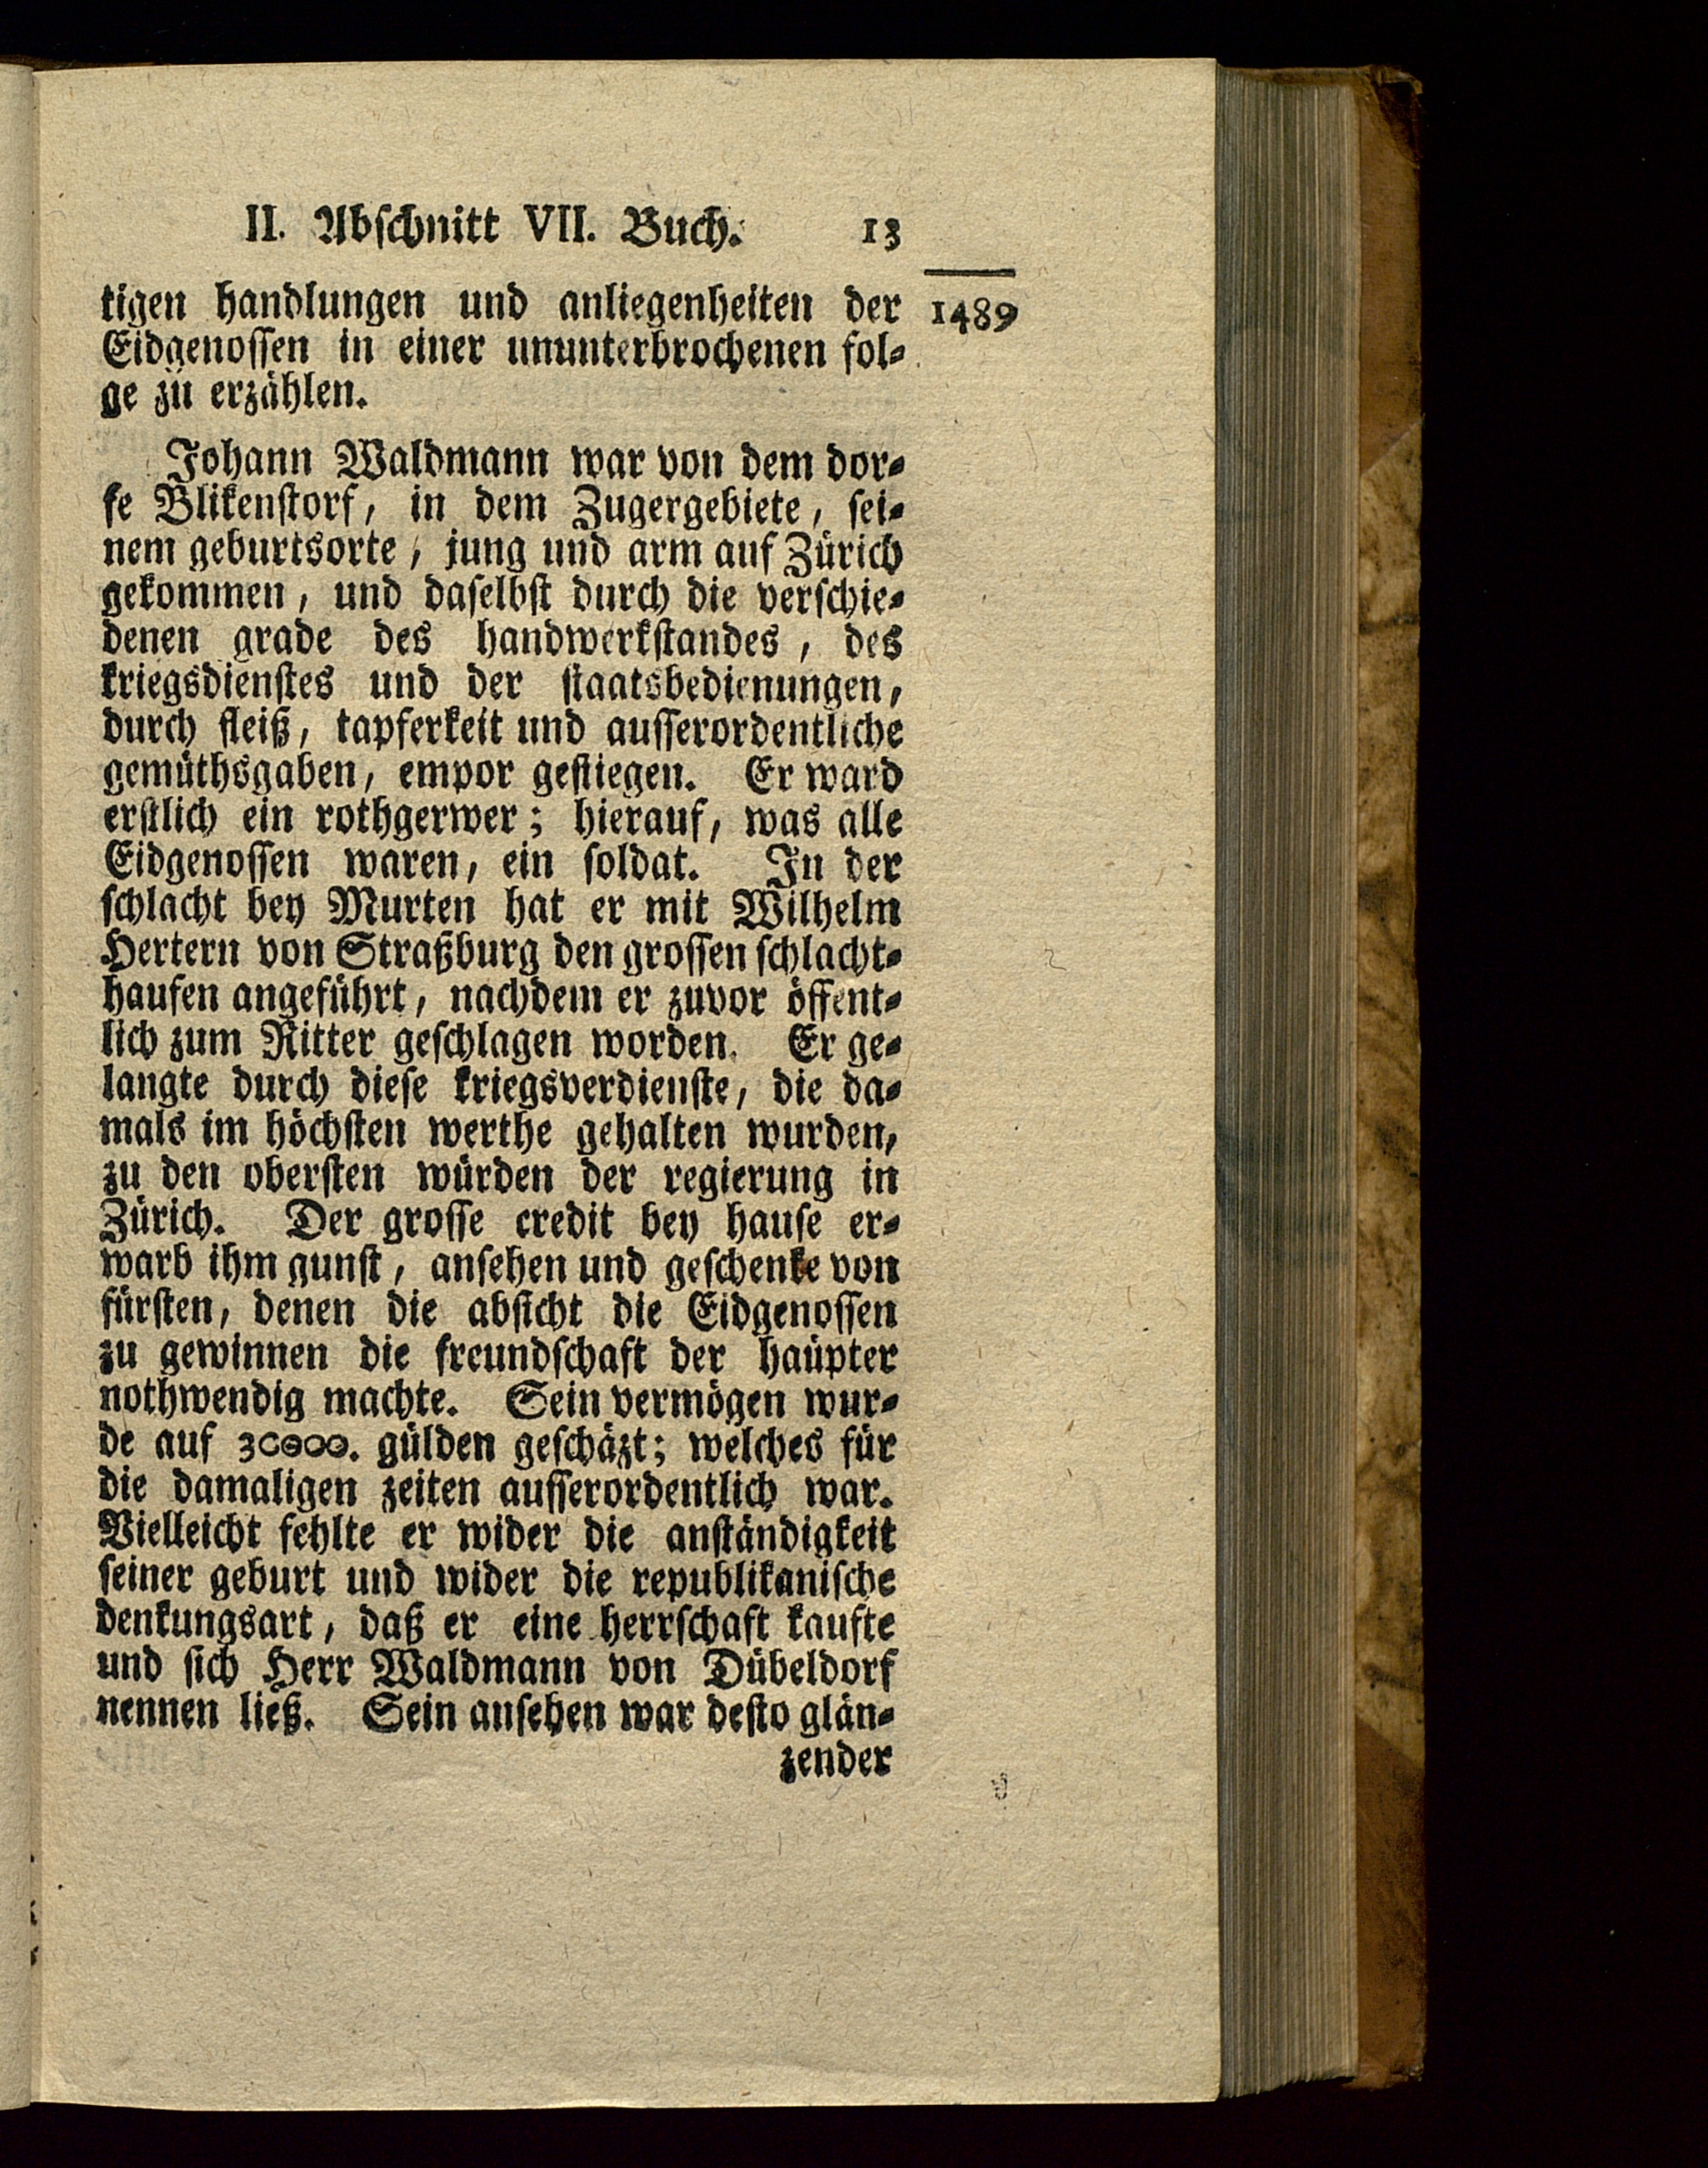 II. Abschnitt VII. Buch. 13
tigen handlungen und anliegenheiten der 1489
Eidgenossen in einer ununterbrochenen fol-
ge zu erzählen.
Johann Waldmann war von dem dor-
fe Blikenstorf, in dem Zugergebiete, sei-
nem geburtsorte, jung und arm auf Zürich
gekommen, und daselbst durch die verschie-
denen grade des handwerkstandes, des
kriegsdienstes und der staatsbedienungen,
durch fleiß, tapferkeit und ausserordentliche
gemüthsgaben, empor gestiegen. Er ward
erstlich ein rothgerwer; hierauf, was alle
Eidgenossen waren, ein soldat. In der
schlacht bey Murten hat er mit Wilhelm
Hertern von Straßburg den grossen schlacht-
haufen angeführt, nachdem er zuvor öffent-
lich zum Ritter geschlagen worden. Er ge-
langte durch diese kriegsverdienste, die da-
mals im höchsten werthe gehalten wurden,
zu den obersten würden der regierung in
Zürich. Der grosse credit bey hause er-
warb ihm gunst, ansehen und geschenke von
fürsten, denen die absicht die Eidgenossen
zu gewinnen die freundschaft der haüpter
nothwendig machte. Sein vermögen wur-
de auf 30000. gülden geschäzt; welches für
die damaligen zeiten ausserordentlich war.
Vielleicht fehlte er wider die anständigkeit
seiner geburt und wider die republikanische
denkungsart, daß er eine herrschaft kaufte
und sich Herr Waldmann von Dübeldorf
nennen ließ. Sein ansehen war desto glän-
zender